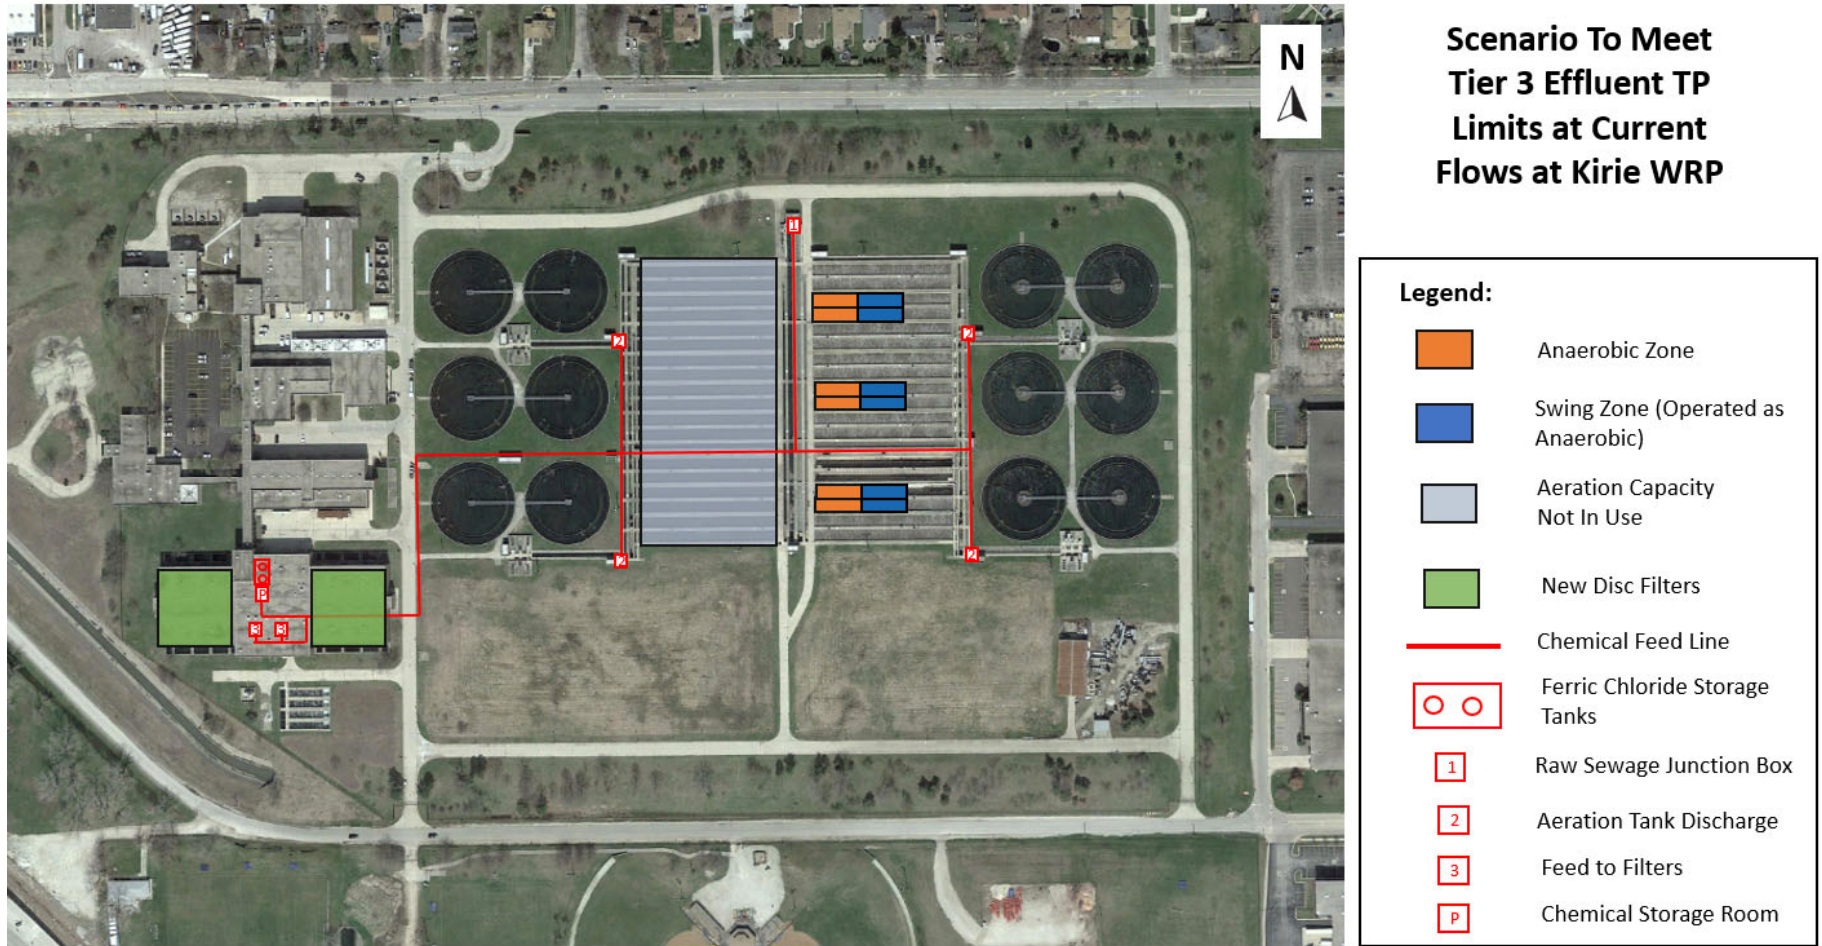 Scenario To Meet
Tier 3 Effluent TP
Limits at Current
Flows at Kirie WRP
N
1
2
2
2
2
P
3
3
Legend:
Anaerobic Zone
Swing Zone (Operated as
Anaerobic)
Aeration Capacity
Not In Use
New Disc Filters
Chemical Feed Line
Ferric Chloride Storage
Tanks
1
Raw Sewage Junction Box
2
Aeration Tank Discharge
3
Feed to Filters
P
Chemical Storage Room